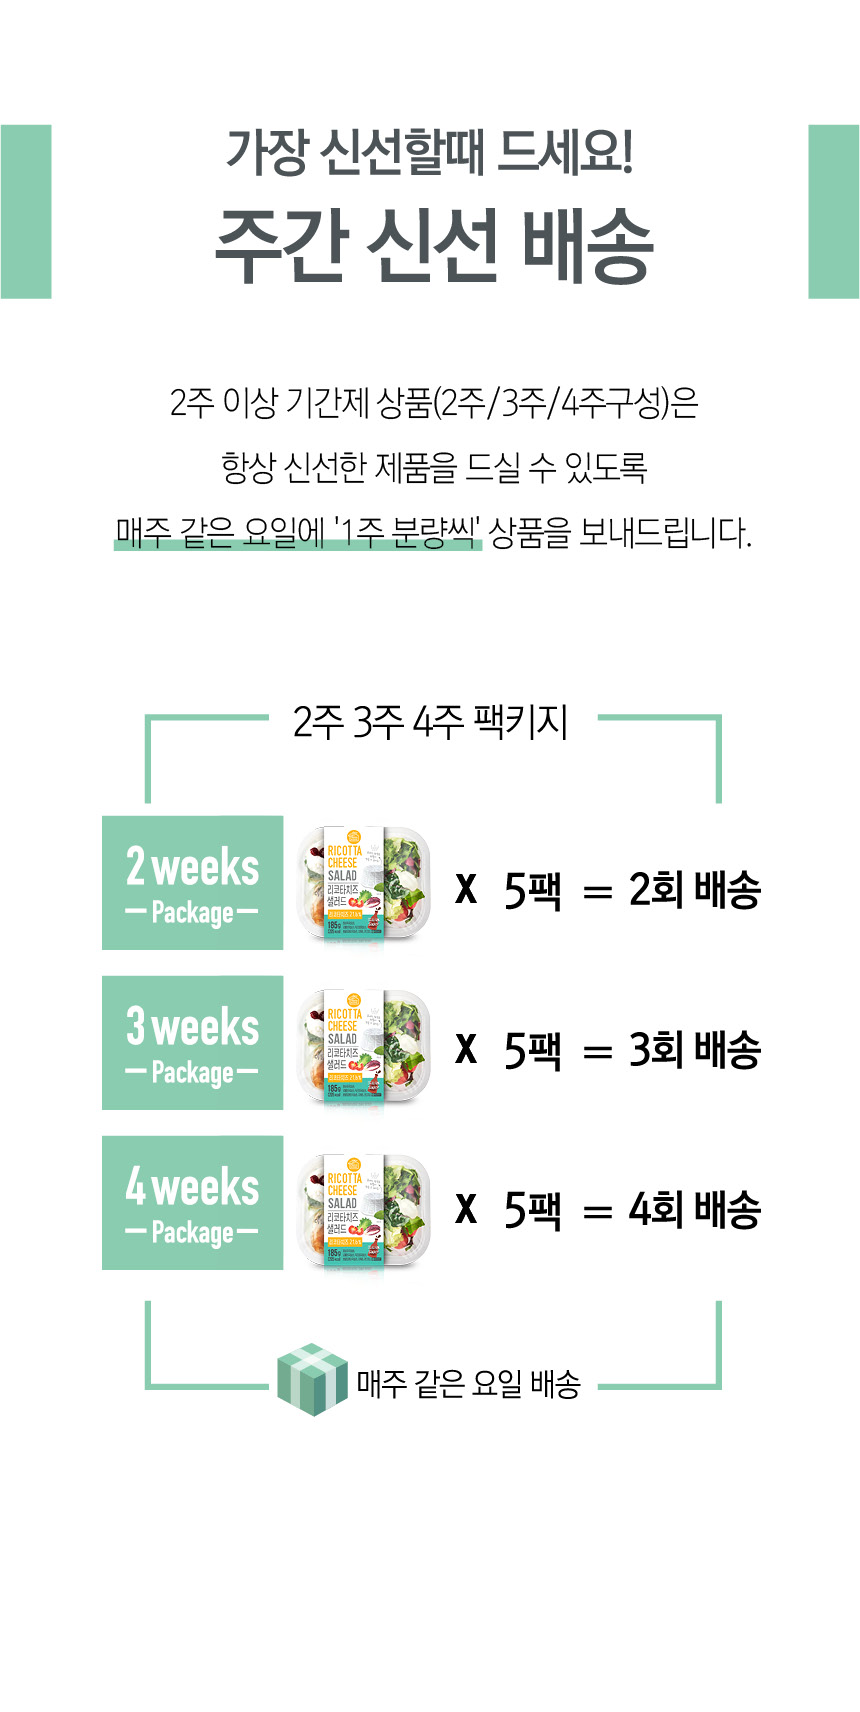 가장 신선할때 드세요!
주간 신선 배송
2주 이상 기간제 상품(2주/3주/4주구성)은
항상 신선한 제품을 드실 수 있도록
매주 같은 요일에 '1주 분량씩' 상품을 보내드립니다.
2주 3주 4주 팩키지
2 weeks
Package
RICOTTA
CHEESE
SALAD
리코타치즈
샐러드
185g
X 5팩 = 2회 배송
3 weeks
Package
RICOTTA
CHEESE
SALAD
리코타치즈
샐러드
185g
X 5팩 = 3회 배송
4 weeks
Package
RICOTTA
CHEESE
SALAD
리코타치즈
샐러드
185g
X 5팩 = 4회 배송
매주 같은 요일 배송